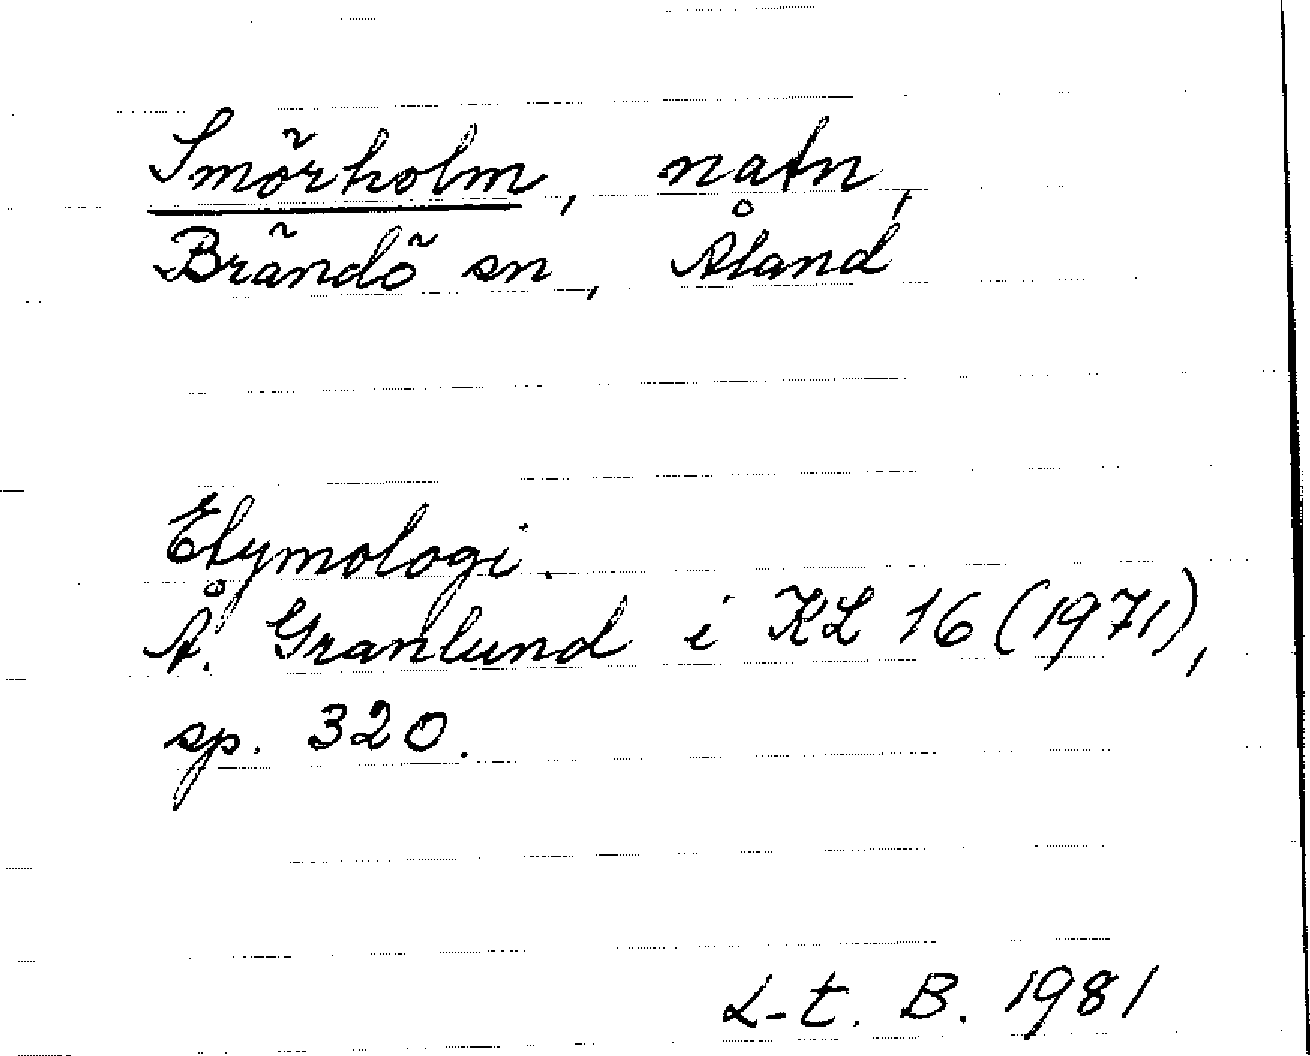 Smörholm, natn,
Brändö sn, Åland
Etymologi.
Å. Granlund i KL 16 (1971),
sp. 320.
L-t. B. 1981